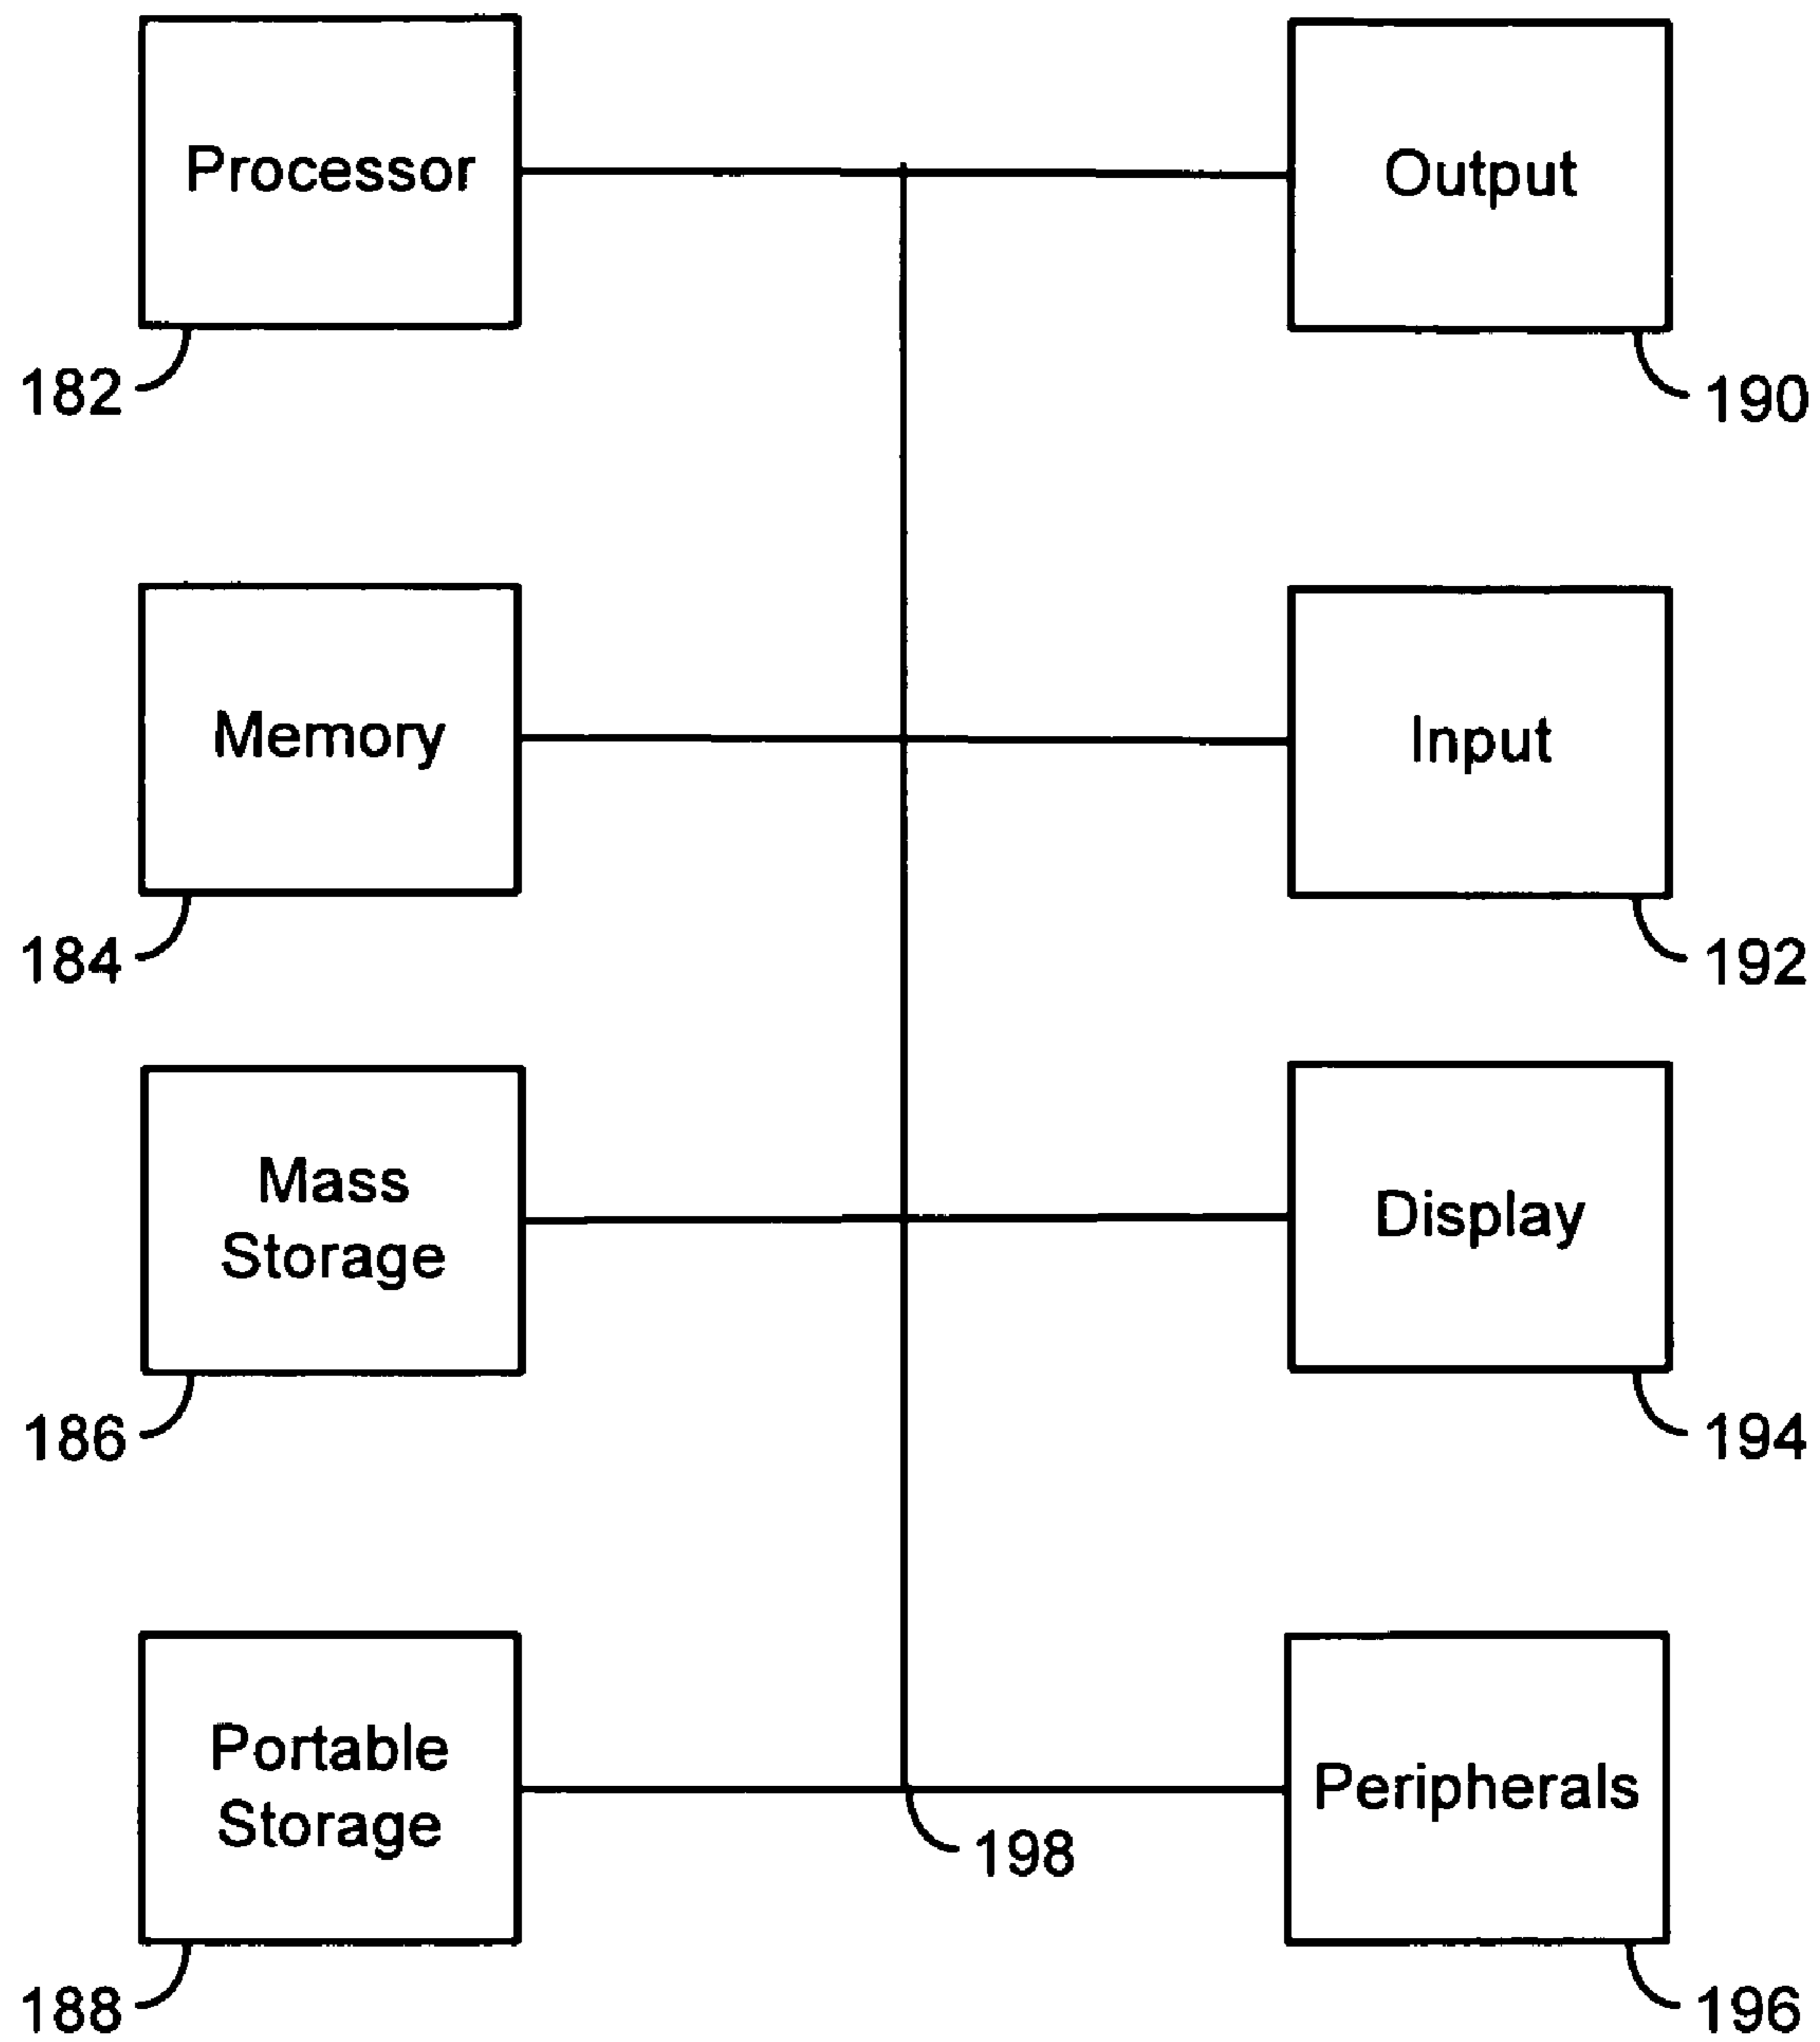 Processor
Output
182
190
Memory
Input
184
192
Mass
Storage
Display
186
194
Portable
Storage
Peripherals
198
188
196